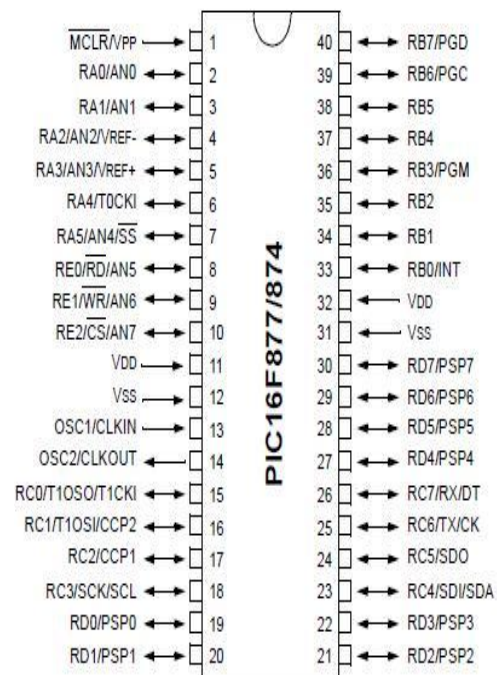 MCLR/VPP 1 40 RB7/PGD
RA0/AN0 2 39 RB6/PGC
RA1/AN1 3 38 RB5
RA2/AN2/VREF- 4 37 RB4
RA3/AN3/VREF+ 5 36 RB3/PGM
RA4/T0CKI 6 35 RB2
RA5/AN4/SS 7 34 RB1
RE0/RD/AN5 8 33 RB0/INT
RE1/WR/AN6 9 32 VDD
RE2/CS/AN7 10 31 VSS
VDD 11 30 RD7/PSP7
VSS 12 29 RD6/PSP6
OSC1/CLKIN 13 28 RD5/PSP5
OSC2/CLKOUT 14 27 RD4/PSP4
RC0/T1OSO/T1CKI 15 26 RC7/RX/DT
RC1/T1OSI/CCP2 16 25 RC6/TX/CK
RC2/CCP1 17 24 RC5/SDO
RC3/SCK/SCL 18 23 RC4/SDI/SDA
RD0/PSP0 19 22 RD3/PSP3
RD1/PSP1 20 21 RD2/PSP2
PIC16F877/874